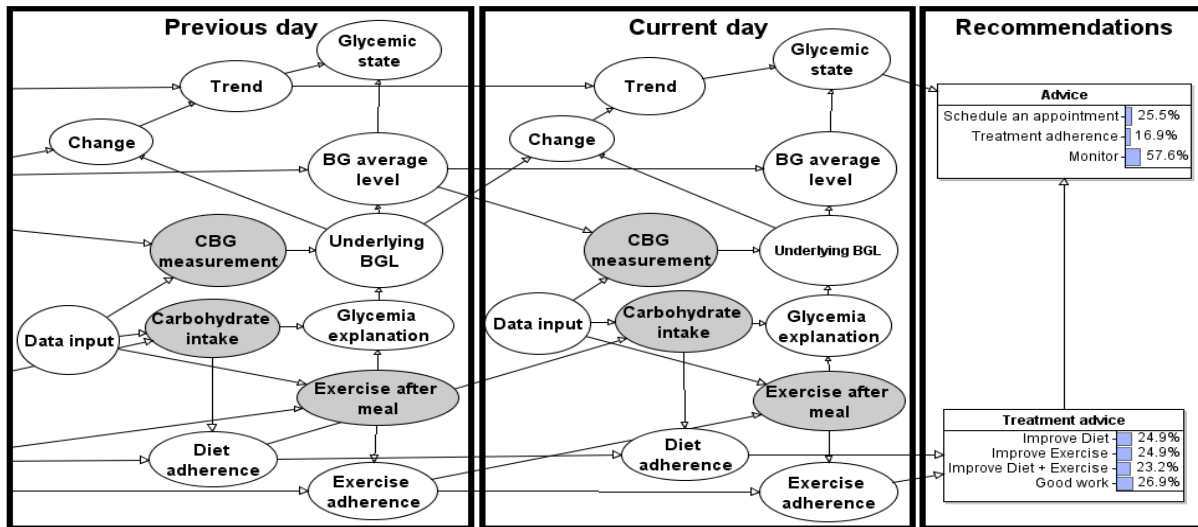 Previous day
Glycemic
state
Trend
Change
BG average
level
CBG
measurement
Underlying
BGL
Data input
Carbohydrate
intake
Glycemia
explanation
Exercise after
meal
Diet
adherence
Exercise
adherence
Current day
Glycemic
state
Trend
Change
BG average
level
CBG
measurement
Underlying BGL
Data input
Carbohydrate
intake
Glycemia
explanation
Exercise after
meal
Diet
adherence
Exercise
adherence
Recommendations
Advice
Schedule an appointment 25.5%
Treatment adherence 16.9%
Monitor 57.6%
Treatment advice
Improve Diet 24.9%
Improve Exercise 24.9%
Improve Diet + Exercise 23.2%
Good work 26.9%